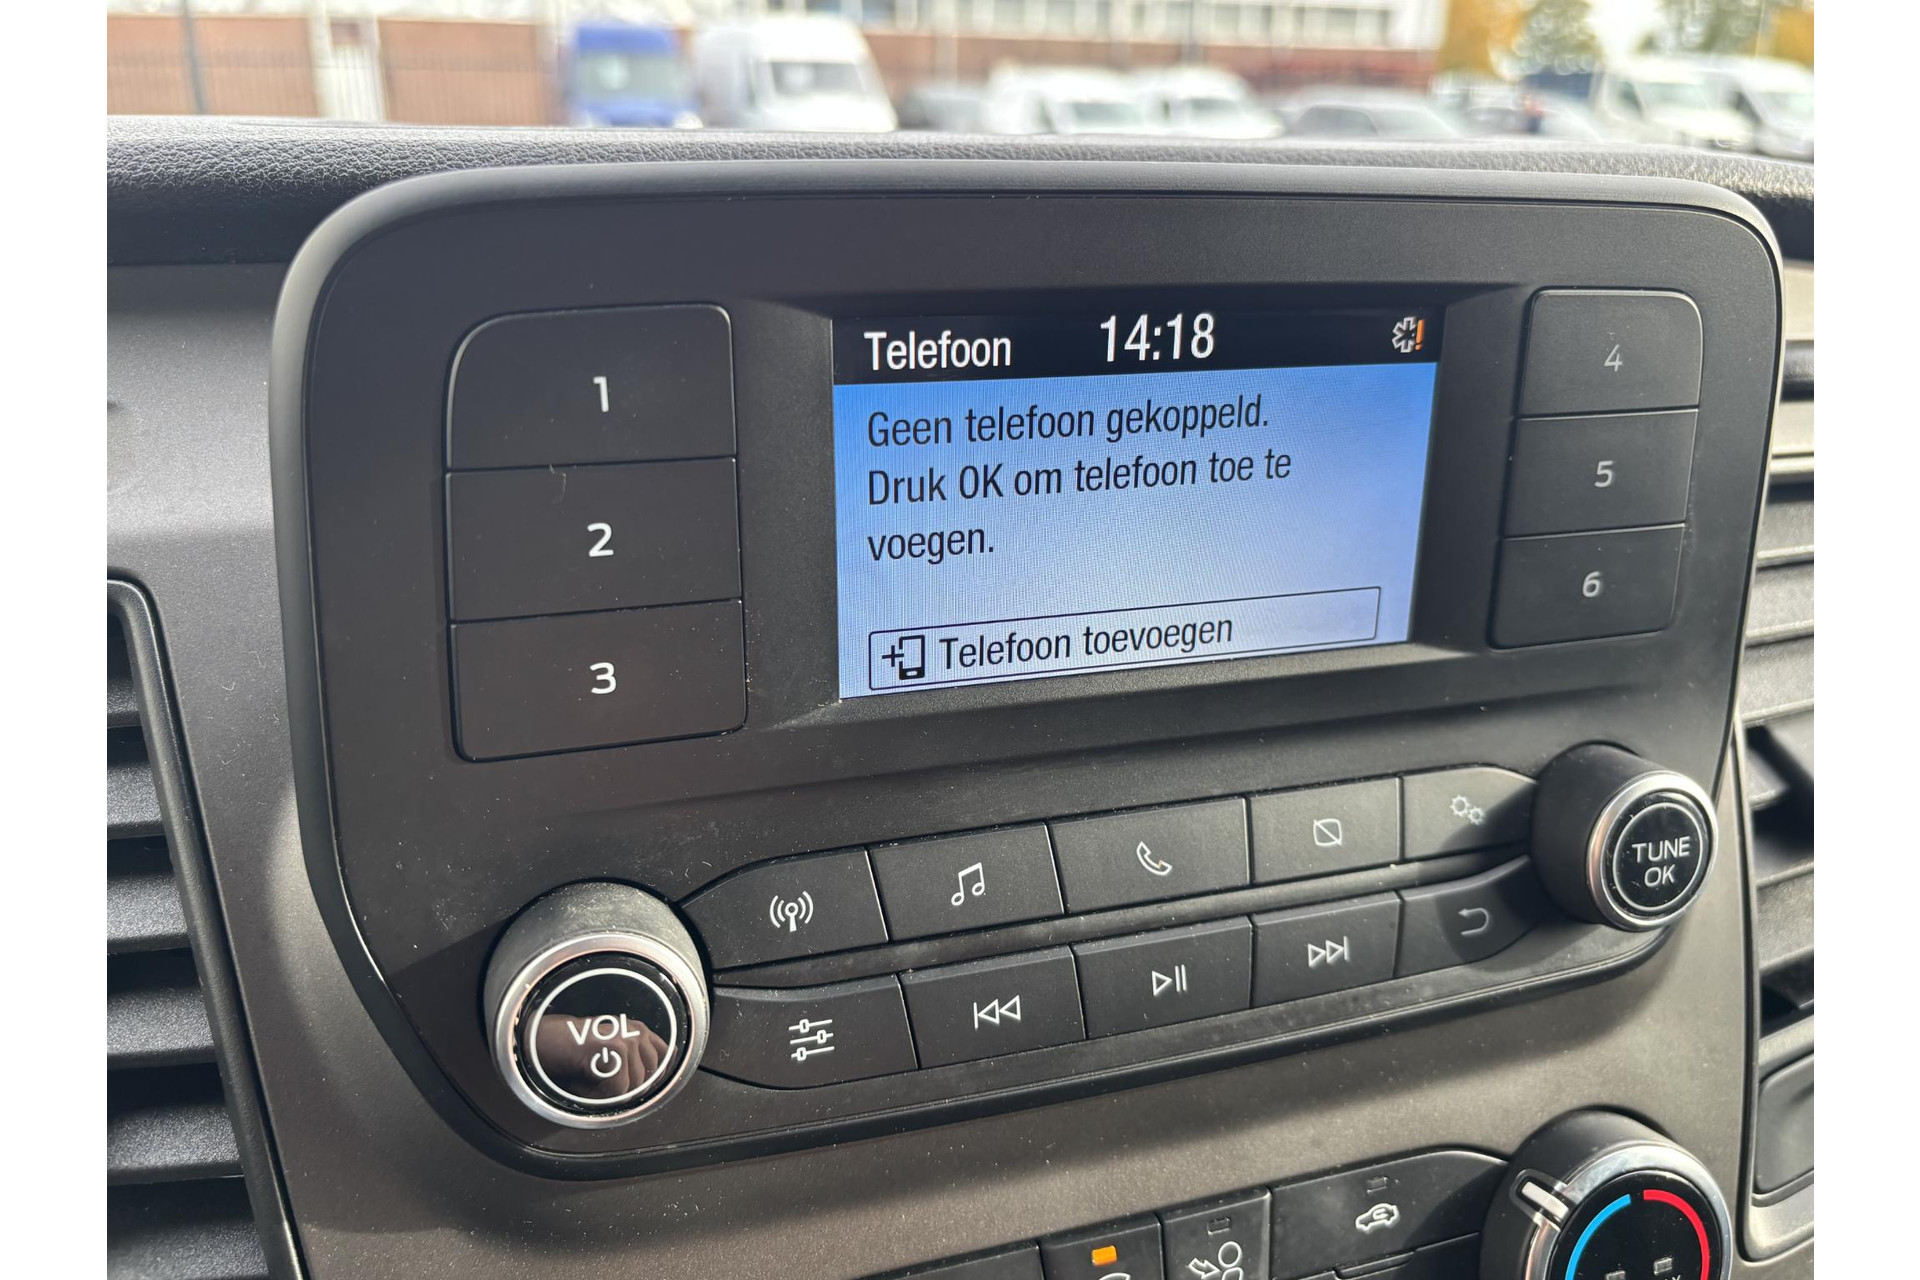 Telefoon 14:18
Geen telefoon gekoppeld.
Druk OK om telefoon toe te
voegen.
Telefoon toevoegen
1
2
3
4
5
6
VOL
TUNE
OK